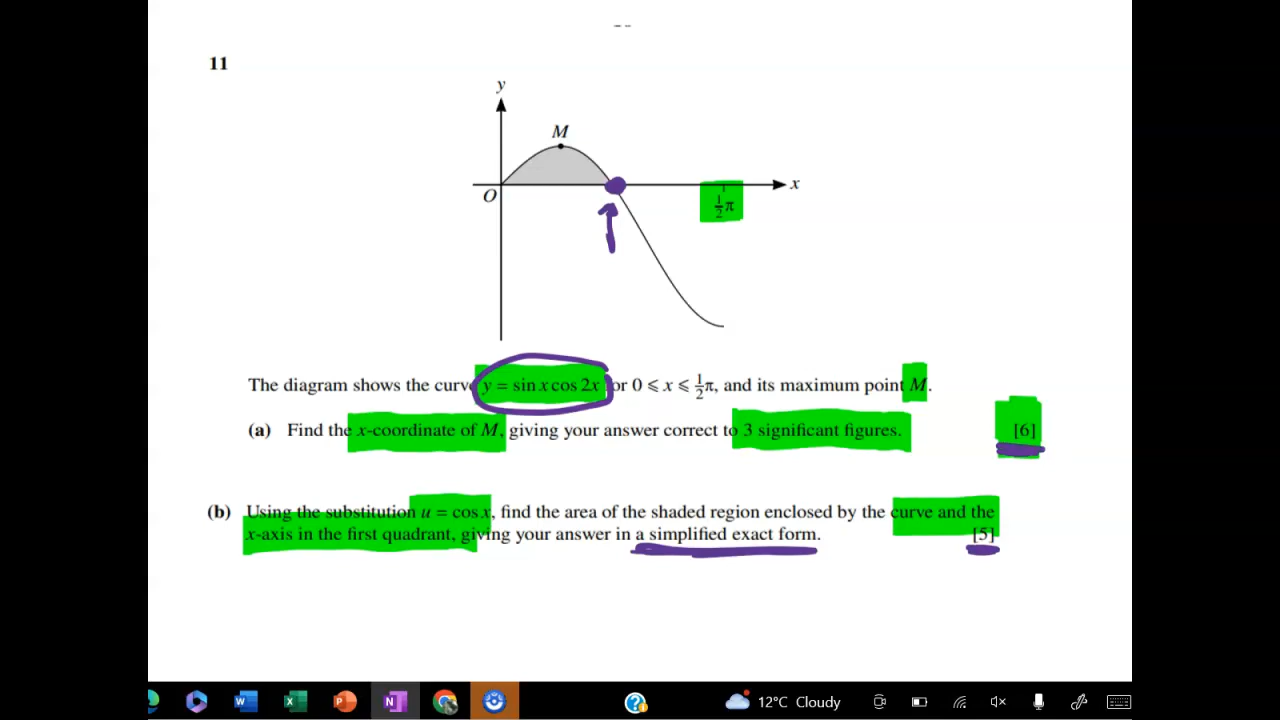 11
y
M
O
x
½π
The diagram shows the curve y = sin x cos 2x for 0 ⩽ x ⩽ ½π, and its maximum point M.
(a) Find the x-coordinate of M, giving your answer correct to 3 significant figures. [6]
(b) Using the substitution u = cos x, find the area of the shaded region enclosed by the curve and the
x-axis in the first quadrant, giving your answer in a simplified exact form. [5]
12°C Cloudy